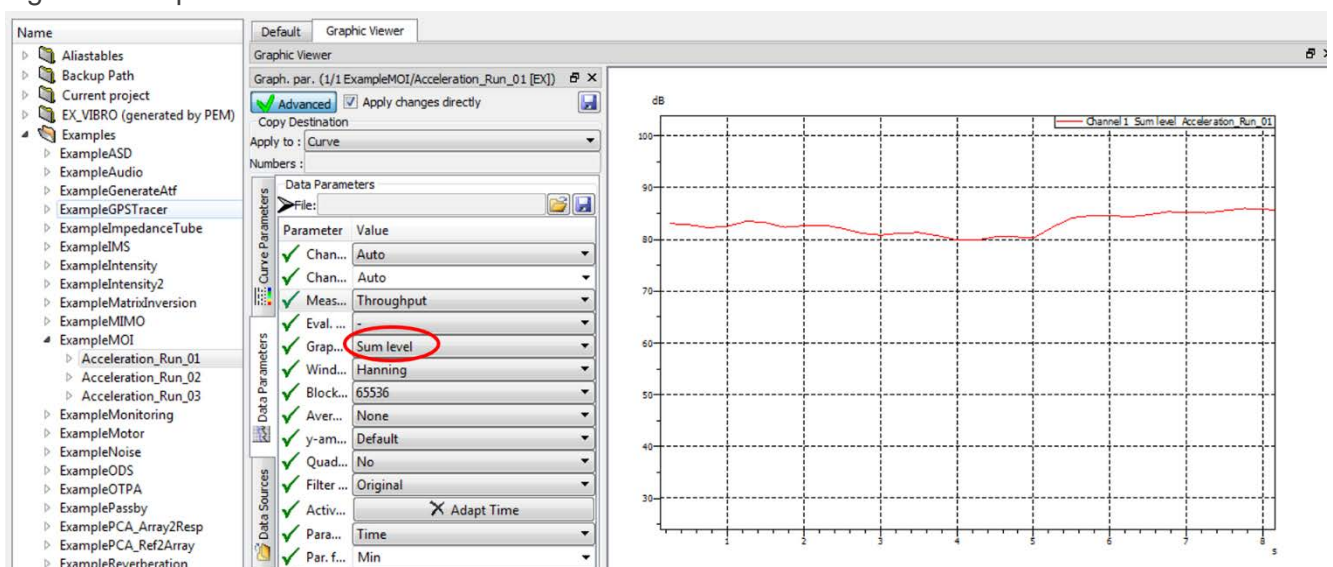 Name
Aliastables
Backup Path
Current project
EX_VIBRO (generated by PEM)
Examples
ExampleASD
ExampleAudio
ExampleGenerateAtf
ExampleGPSTracer
ExampleImpedanceTube
ExampleIMS
ExampleIntensity
ExampleIntensity2
ExampleMatrixInversion
ExampleMIMO
ExampleMOI
Acceleration_Run_01
Acceleration_Run_02
Acceleration_Run_03
ExampleMonitoring
ExampleMotor
ExampleNoise
ExampleODS
ExampleOTPA
ExamplePassby
ExamplePCA_Array2Resp
ExamplePCA_Ref2Array
ExampleReverberation
Default Graphic Viewer
Graphic Viewer
Graph. par. (1/1 ExampleMOI/Acceleration_Run_01 [EX])
Advanced Apply changes directly
Copy Destination
Apply to : Curve
Numbers :
Curve Parameters
Data Parameters
Data Sources
Data Parameters
File:
Parameter Value
Chan... Auto
Chan... Auto
Meas... Throughput
Eval. ... -
Grap... Sum level
Wind... Hanning
Block... 65536
Aver... None
y-am... Default
Quad... No
Filter ... Original
Activ... Adapt Time
Para... Time
Par. f... Min
dB
Channel 1 Sum level Acceleration_Run_01
100
90
80
70
60
50
40
30
1 2 3 4 5 6 7 8
s